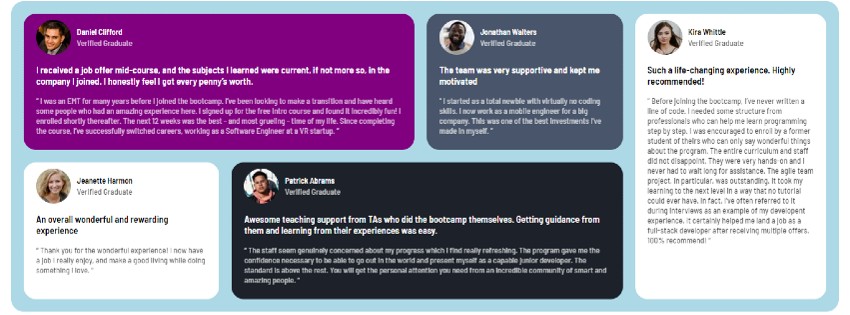 Daniel Clifford
Verified Graduate
I received a job offer mid-course, and the subjects I learned were current, if not more so, in the
company I joined. I honestly feel I got every penny's worth.
" I was an EMT for many years before I joined the bootcamp. I've been looking to make a transition and have heard
some people who had an amazing experience here. I signed up for the free intro course and found it incredibly fun! I
enrolled shortly thereafter. The next 12 weeks was the best - and most grueling - time of my life. Since completing
the course, I've successfully switched careers, working as a Software Engineer at a VR startup. "
Jonathan Walters
Verified Graduate
The team was very supportive and kept me
motivated
" I started as a total newbie with virtually no coding
skills. I now work as a mobile engineer for a big
company. This was one of the best investments I've
made in myself. "
Kira Whittle
Verified Graduate
Such a life-changing experience. Highly
recommended!
" Before joining the bootcamp, I've never written a
line of code. I needed some structure from
professionals who can help me learn programming
step by step. I was encouraged to enroll by a former
student of theirs who can only say wonderful things
about the program. The entire curriculum and staff
did not disappoint. They were very hands-on and I
never had to wait long for assistance. The agile team
project, in particular, was outstanding. It took my
learning to the next level in a way that no tutorial
could ever have. In fact, I've often referred to it
during interviews as an example of my developent
experience. It certainly helped me land a job as a
full-stack developer after receiving multiple offers.
100% recommend! "
Jeanette Harmon
Verified Graduate
An overall wonderful and rewarding
experience
" Thank you for the wonderful experience! I now have
a job I really enjoy, and make a good living while doing
something I love. "
Patrick Abrams
Verified Graduate
Awesome teaching support from TAs who did the bootcamp themselves. Getting guidance from
them and learning from their experiences was easy.
" The staff seem genuinely concerned about my progress which I find really refreshing. The program gave me the
confidence necessary to be able to go out in the world and present myself as a capable junior developer. The
standard is above the rest. You will get the personal attention you need from an incredible community of smart and
amazing people. "